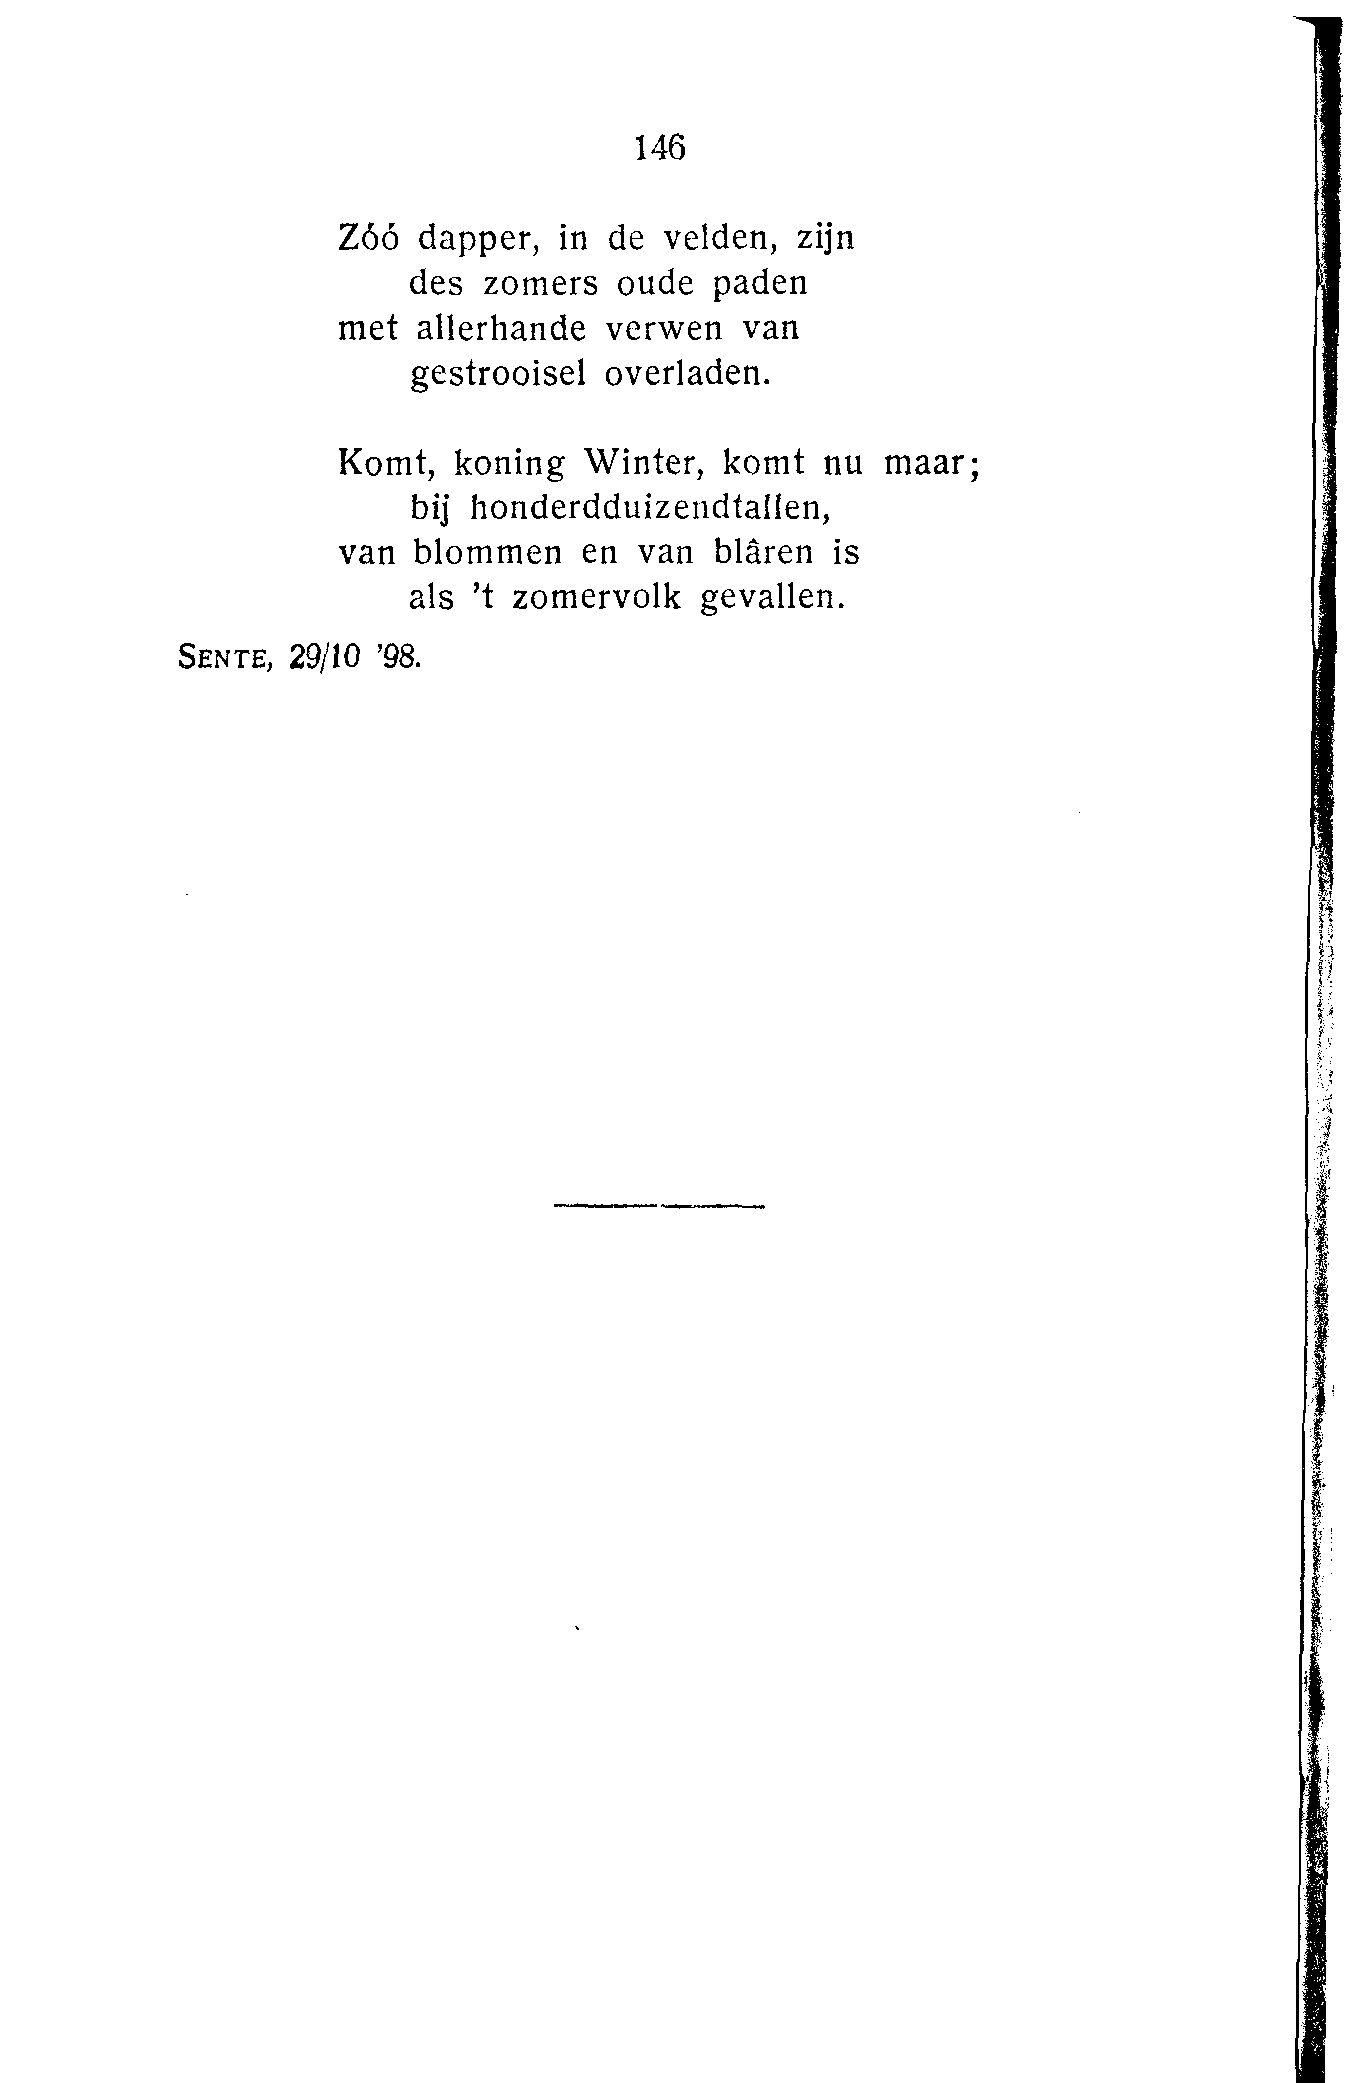 146
Zóó dapper, in de velden, zijn
des zomers oude paden
met allerhande verwen van
gestrooisel overladen.
Komt, koning Winter, komt nu maar;
bij honderdduizendtallen,
van blommen en van blâren is
als 't zomervolk gevallen.
SENTE, 29/10 '98.